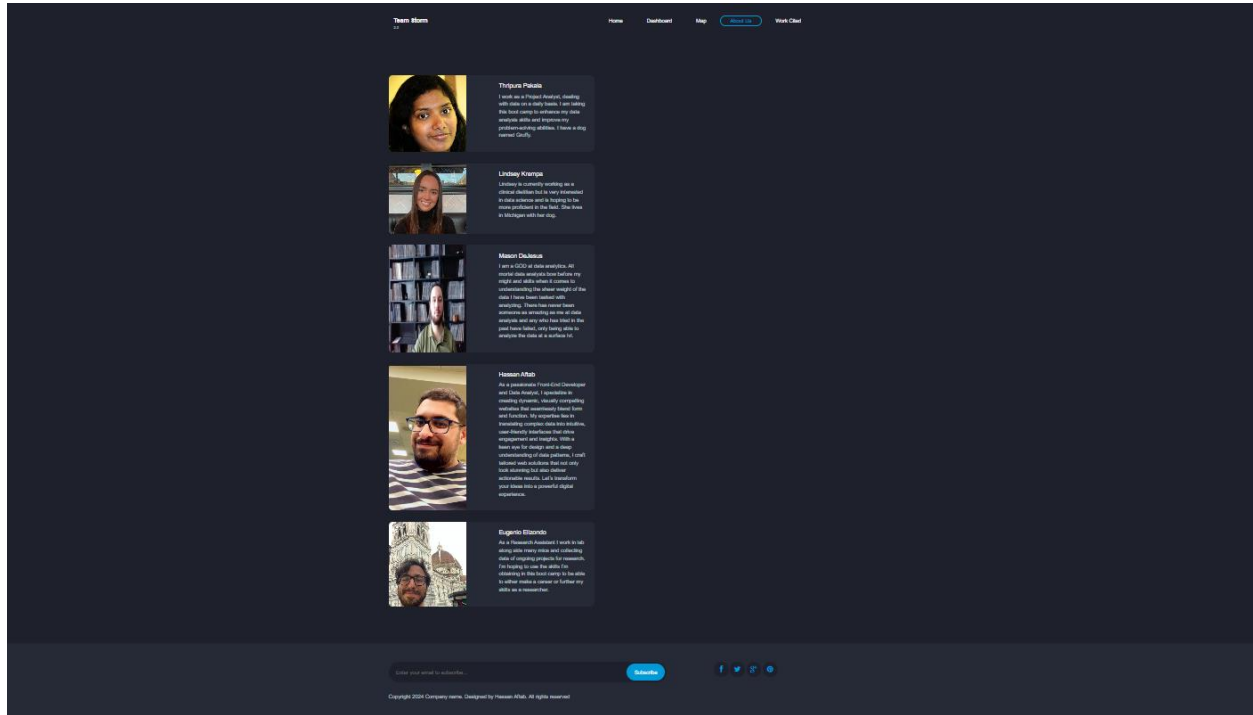 Team Storm
2.0
Home
Dashboard
Map
About Us
Work Cited
Thripura Pakala
I work as a Project Analyst, dealing
with data on a daily basis. I am taking
this boot camp to enhance my data
analysis skills and improve my
problem-solving abilities. I have a dog
named
Lindsey Krampa
Lindsey is currently working as a
clinical dietitian but is very interested
in data science and is hoping to be
more proficient in the field. She lives
in Michigan with her dog.
Mason DeJesus
I am a GOD at data analytics. All
mortal data analysts bow before my
might and skills when it comes to
understanding the sheer weight of the
data I have been tasked with
analyzing. There has never been
someone as amazing as me at data
analysis and any who has tried in the
past have failed, only being able to
analyze the data at a surface lvl.
Hassan Aftab
As a passionate Front-End Developer
and Data Analyst, I specialize in
creating dynamic, visually compelling
websites that seamlessly blend form
and function. My expertise lies in
translating complex data into intuitive,
user-friendly interfaces that drive
engagement and insights. With a
keen eye for design and a deep
understanding of data patterns, I craft
tailored web solutions that not only
look stunning but also deliver
actionable results. Let's transform
your ideas into a powerful digital
experience.
Eugenio Elizondo
As a Research Assistant I work in lab
along side many mice and collecting
data of ongoing projects for research.
I'm hoping to use the skills I'm
obtaining in this boot camp to be able
to either make a career or further my
skills as a researcher.
Enter your email to subscribe...
Subscribe
Copyright 2024 Company name. Designed by Hassan Aftab. All rights reserved